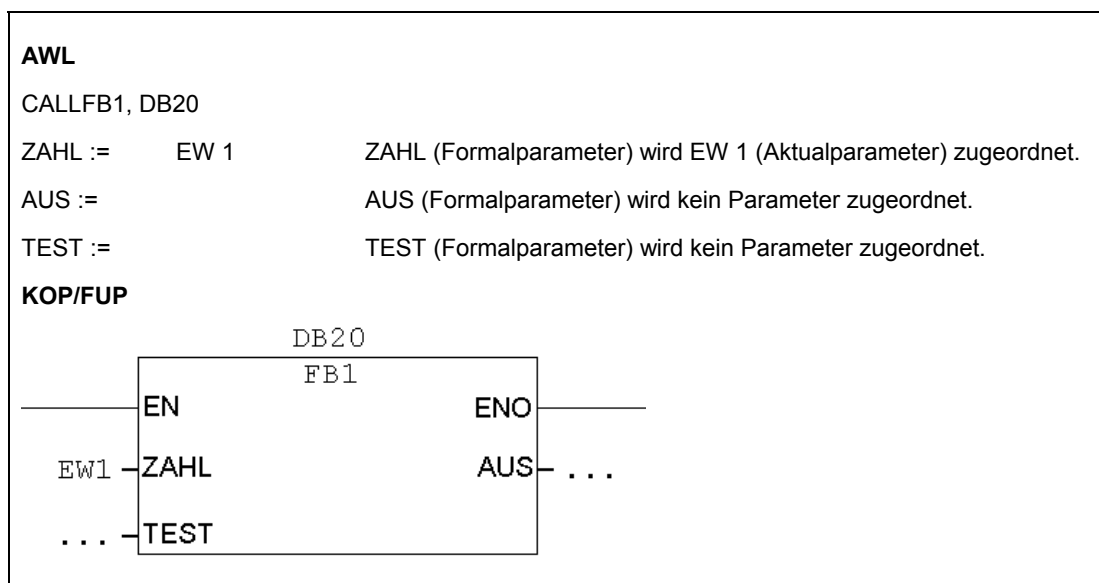 AWL
CALLFB1, DB20
ZAHL := EW 1 ZAHL (Formalparameter) wird EW 1 (Aktualparameter) zugeordnet.
AUS := AUS (Formalparameter) wird kein Parameter zugeordnet.
TEST := TEST (Formalparameter) wird kein Parameter zugeordnet.
KOP/FUP
DB20
FB1
EN ENO
EW1 ZAHL AUS ...
... TEST